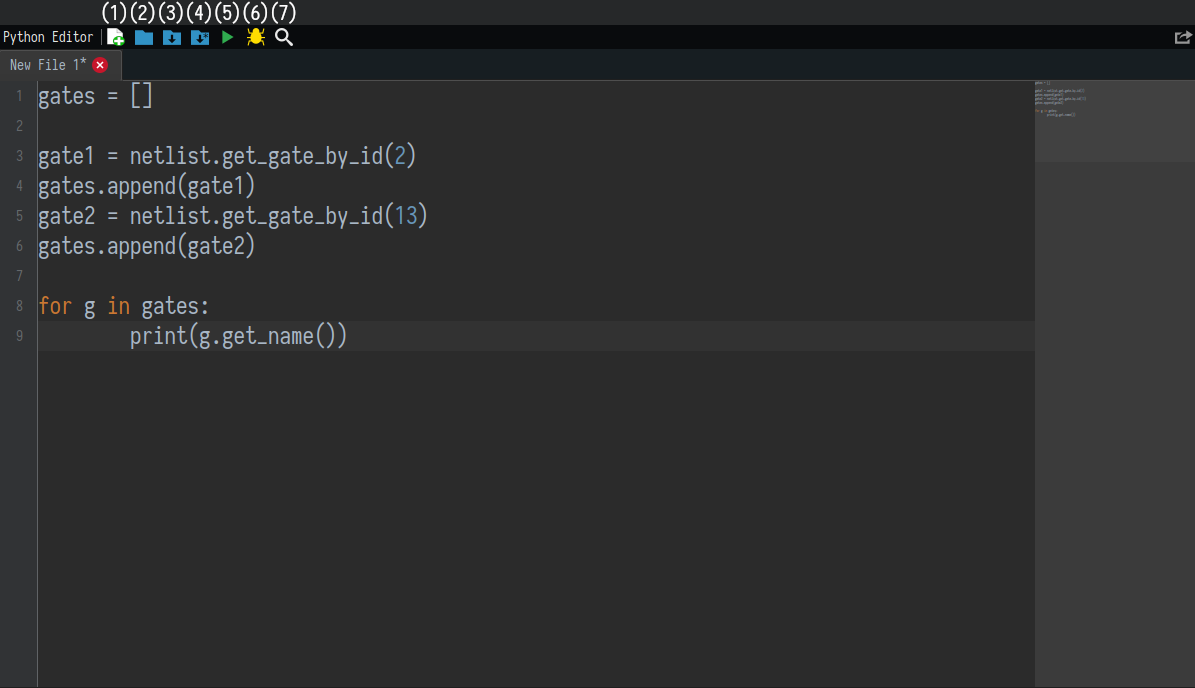 (1)(2)(3)(4)(5)(6)(7)
Python Editor
New File 1*
1 gates = []
2
3 gate1 = netlist.get_gate_by_id(2)
4 gates.append(gate1)
5 gate2 = netlist.get_gate_by_id(13)
6 gates.append(gate2)
7
8 for g in gates:
9 print(g.get_name())